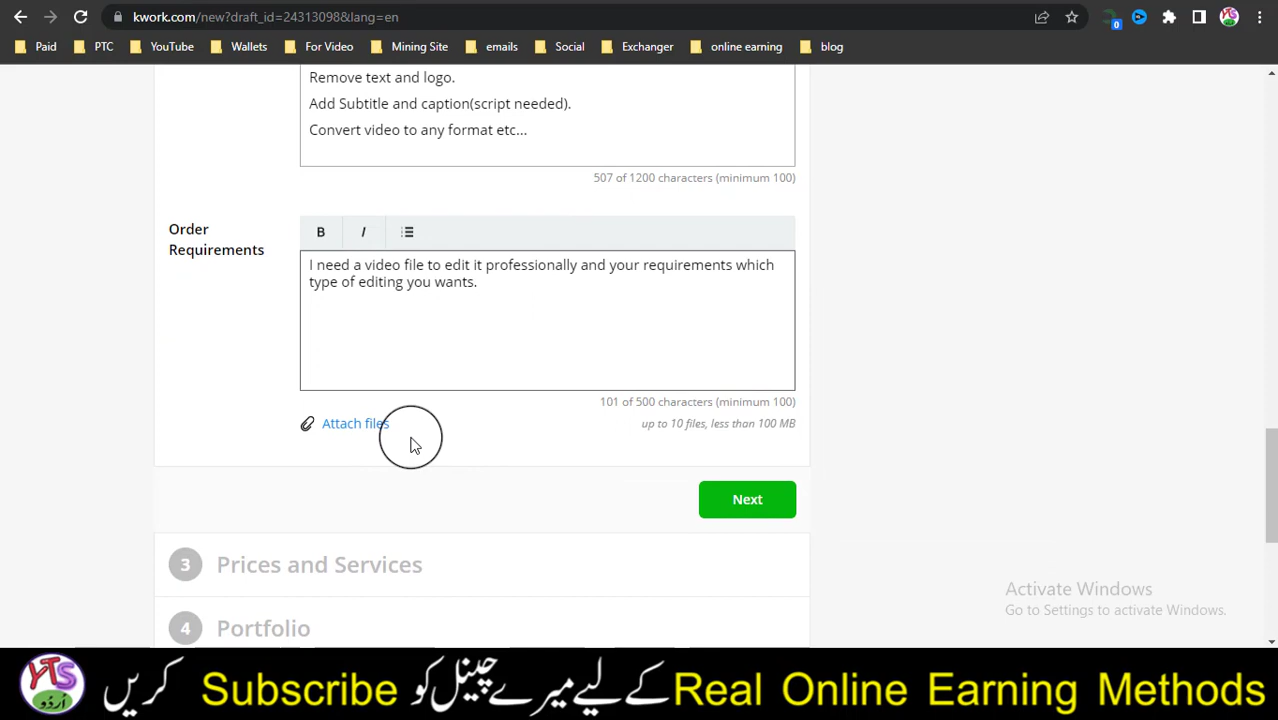 kwork.com/new?draft_id=24313098&lang=en
0
Paid PTC YouTube Wallets For Video Mining Site emails Social Exchanger online earning blog
Remove text and logo.
Add Subtitle and caption(script needed).
Convert video to any format etc...
507 of 1200 characters (minimum 100)
Order
Requirements
B I
I need a video file to edit it professionally and your requirements which
type of editing you wants.
101 of 500 characters (minimum 100)
Attach files
up to 10 files, less than 100 MB
Next
3 Prices and Services
4 Portfolio
Activate Windows
Go to Settings to activate Windows.
YTS اردو
Real Online Earning Methods کےلیےمیرےچینلکو Subscribe کریں